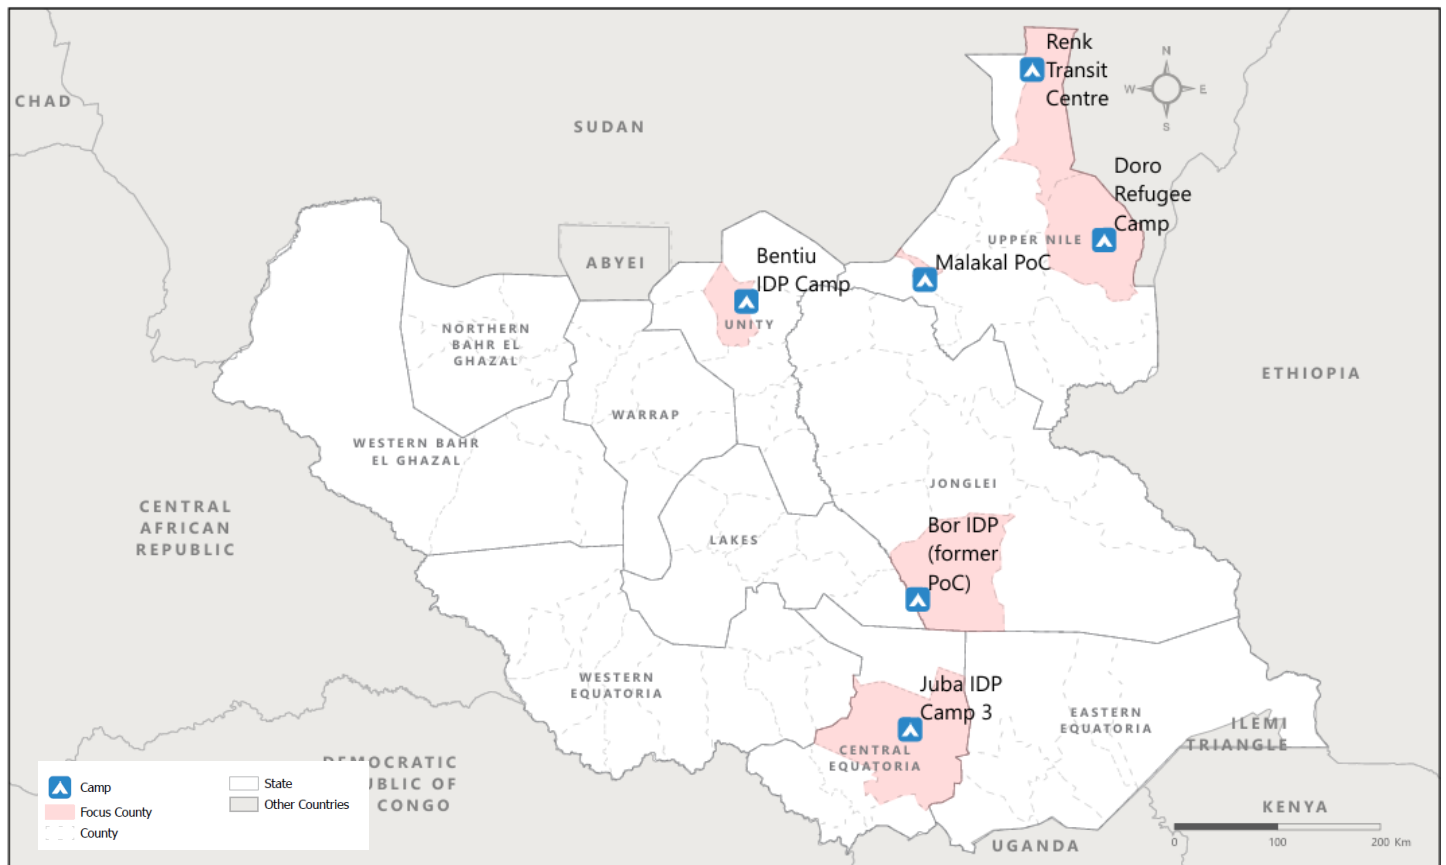 Renk
Transit
Centre
N
W
E
S
CHAD
SUDAN
Doro
Refugee
Camp
UPPER NILE
Malakal PoC
ABYEI
Bentiu
IDP Camp
UNITY
NORTHERN
BAHR EL
GHAZAL
ETHIOPIA
WARRAP
WESTERN BAHR
EL GHAZAL
JONGLEI
CENTRAL
AFRICAN
REPUBLIC
LAKES
Bor IDP
(former
PoC)
WESTERN
EQUATORIA
Juba IDP
Camp 3
CENTRAL
EQUATORIA
EASTERN
EQUATORIA
ILEMI
TRIANGLE
DEMOCRATIC
UBLIC OF
CONGO
KENYA
UGANDA
0 100 200 Km
Camp
Focus County
County
State
Other Countries